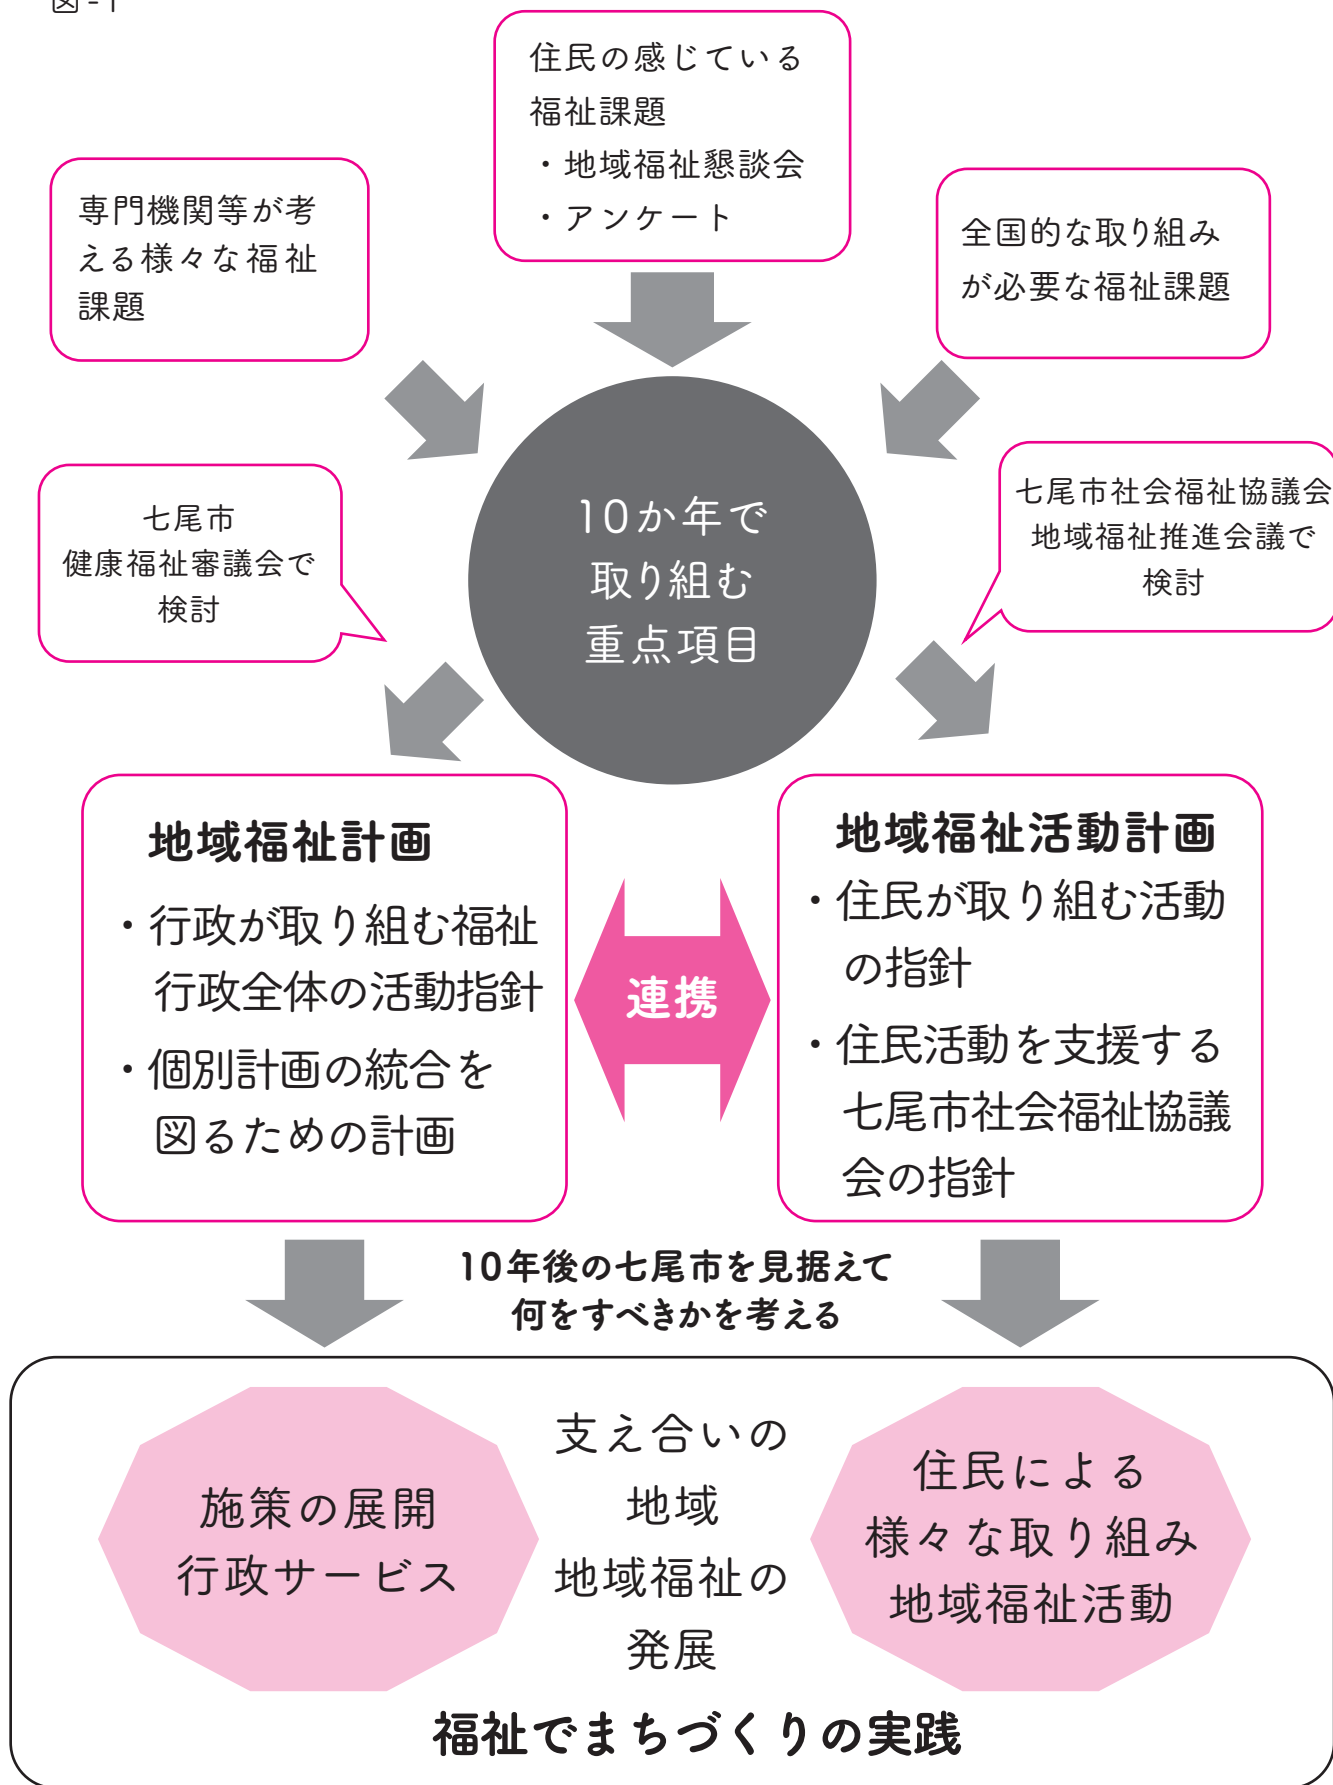 図-1
住民の感じている
福祉課題
・地域福祉懇談会
・アンケート
専門機関等が考
える様々な福祉
課題
全国的な取り組み
が必要な福祉課題
10か年で
取り組む
重点項目
七尾市
健康福祉審議会で
検討
七尾市社会福祉協議会
地域福祉推進会議で
検討
地域福祉計画
・行政が取り組む福祉
行政全体の活動指針
・個別計画の統合を
図るための計画
連携
地域福祉活動計画
・住民が取り組む活動
の指針
・住民活動を支援する
七尾市社会福祉協議
会の指針
10年後の七尾市を見据えて
何をすべきかを考える
施策の展開
行政サービス
支え合いの
地域
地域福祉の
発展
住民による
様々な取り組み
地域福祉活動
福祉でまちづくりの実践